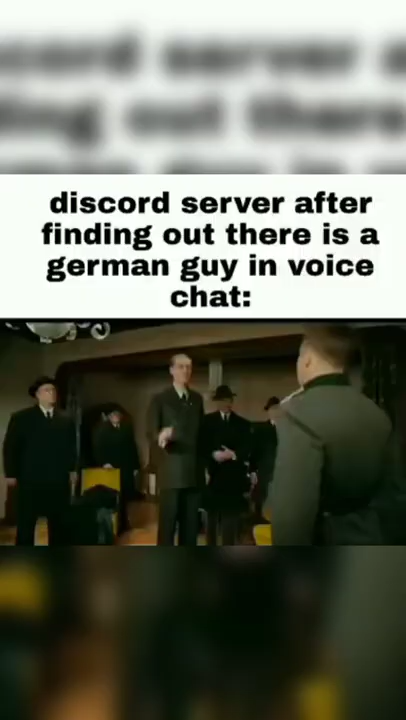 discord server after
finding out there is a
german guy in voice
chat: